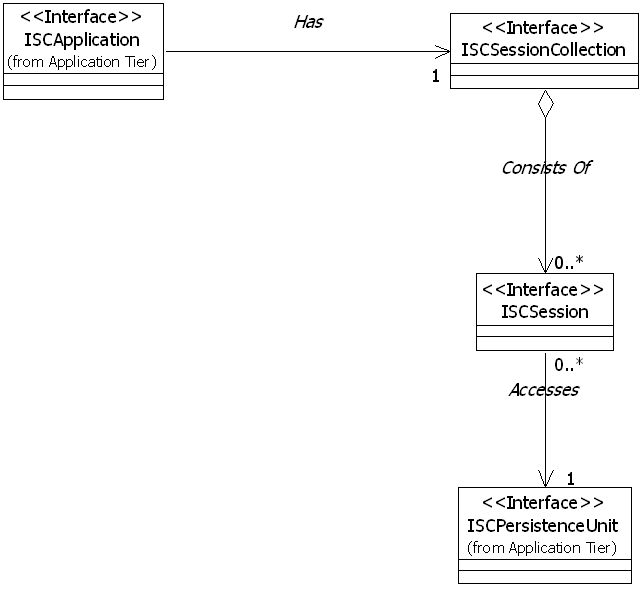 <<Interface>>
ISCApplication
(from Application Tier)
Has
1
<<Interface>>
ISCSessionCollection
Consists Of
0..*
<<Interface>>
ISCSession
0..*
Accesses
1
<<Interface>>
ISCPersistenceUnit
(from Application Tier)